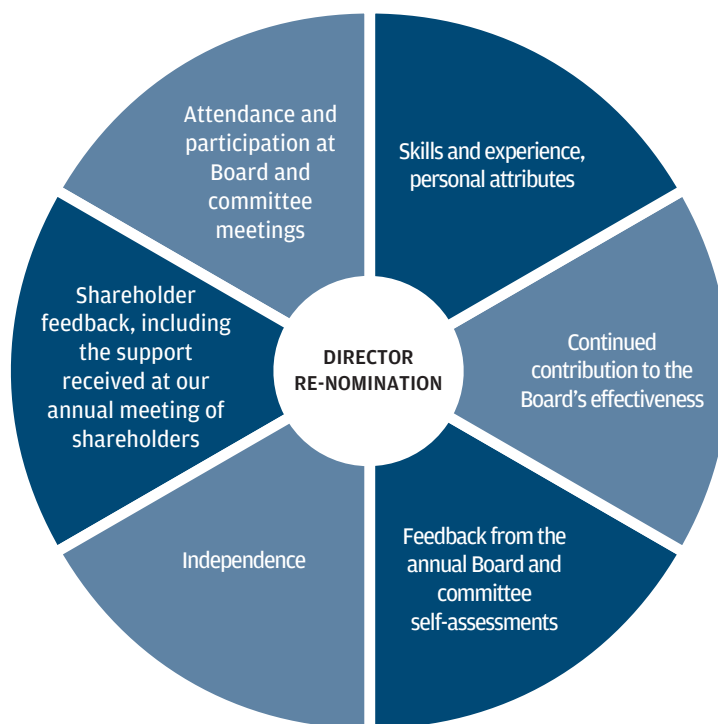 Attendance and
participation at
Board and
committee
meetings
Skills and experience,
personal attributes
Shareholder
feedback, including
the support
received at our
annual meeting of
shareholders
DIRECTOR
RE-NOMINATION
Continued
contribution to the
Board's effectiveness
Independence
Feedback from the
annual Board and
committee
self-assessments